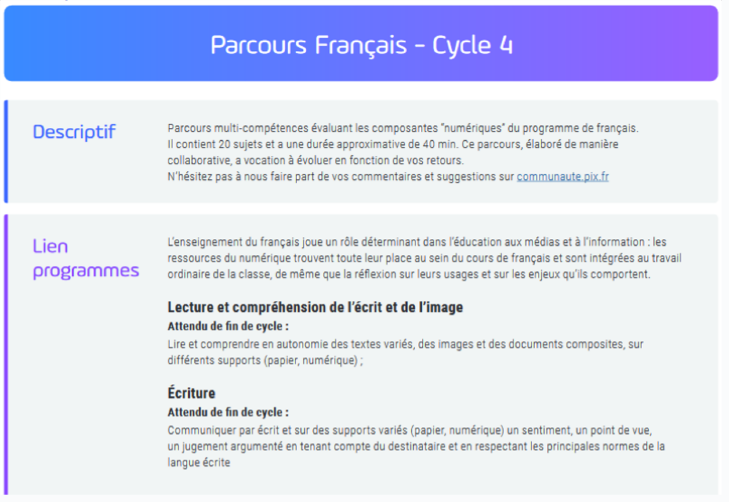 Parcours Français - Cycle 4
Descriptif
Parcours multi-compétences évaluant les composantes "numériques" du programme de français.
Il contient 20 sujets et a une durée approximative de 40 min. Ce parcours, élaboré de manière
collaborative, a vocation à évoluer en fonction de vos retours.
N'hésitez pas à nous faire part de vos commentaires et suggestions sur communaute.pix.fr
Lien
programmes
L'enseignement du français joue un rôle déterminant dans l'éducation aux médias et à l'information : les
ressources du numérique trouvent toute leur place au sein du cours de français et sont intégrées au travail
ordinaire de la classe, de même que la réflexion sur leurs usages et sur les enjeux qu'ils comportent.
Lecture et compréhension de l'écrit et de l'image
Attendu de fin de cycle :
Lire et comprendre en autonomie des textes variés, des images et des documents composites, sur
différents supports (papier, numérique) ;
Écriture
Attendu de fin de cycle :
Communiquer par écrit et sur des supports variés (papier, numérique) un sentiment, un point de vue,
un jugement argumenté en tenant compte du destinataire et en respectant les principales normes de la
langue écrite